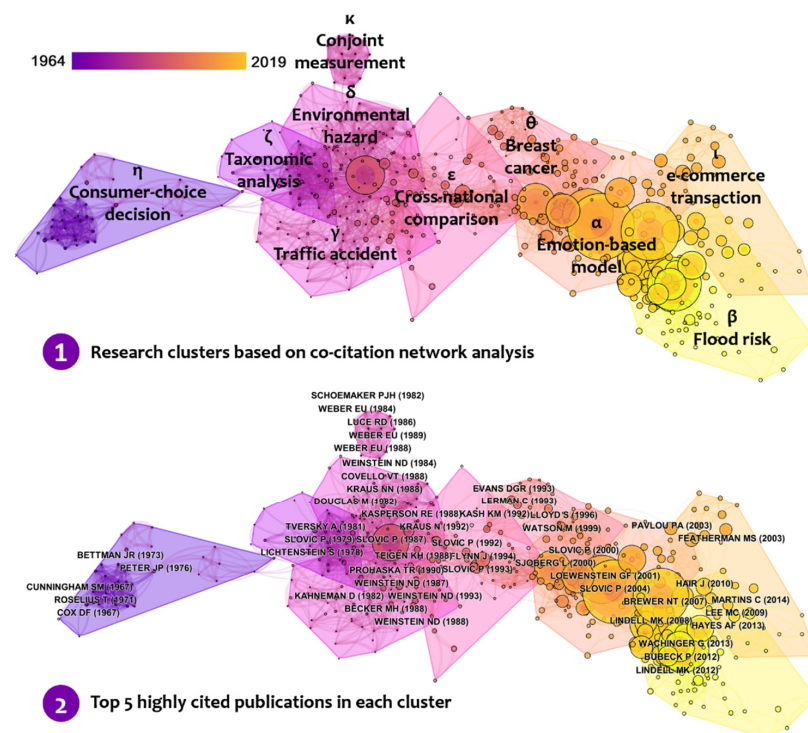 κ
Conjoint
measurement
1964
2019
δ
Environmental
hazard
ζ
Taxonomic
analysis
θ
Breast
cancer
ι
e-commerce
transaction
η
Consumer-choice
decision
ε
Cross-national
comparison
α
Emotion-based
model
γ
Traffic accident
β
Flood risk
1 Research clusters based on co-citation network analysis
SCHOEMAKER PJH (1982)
WEBER EU (1984)
LUCE RD (1986)
WEBER EU (1989)
WEBER EU (1988)
WEINSTEIN ND (1984)
COVELLO VT (1988)
KRAUS NN (1988)
EVANS DGR (1993)
DOUGLAS M (1982)
LERMAN C (1993)
KASPERSON RE (1988)
KASH KM (1992)
LLOYD S (1996)
TVERSKY A (1981)
KRAUS N (1992)
WATSON M (1999)
PAVLOU PA (2003)
SLOVIC P (1979)
SLOVIC P (1987)
SLOVIC P (1992)
FEATHERMAN MS (2003)
LICHTENSTEIN S (1978)
TEIGEN KH (1988)
FLYNN J (1994)
SLOVIC P (2000)
BETTMAN JR (1973)
PETER JP (1976)
PROHASKA TR (1990)
SLOVIC P (1993)
SJOBERG L (2000)
LOEWENSTEIN GF (2001)
CUNNINGHAM SM (1967)
WEINSTEIN ND (1987)
SLOVIC P (2004)
HAIR J (2010)
ROSELIUS T (1971)
KAHNEMAN D (1982)
WEINSTEIN ND (1993)
BREWER NT (2007)
MARTINS C (2014)
COX DF (1967)
BECKER MH (1988)
LEE MC (2009)
WEINSTEIN ND (1988)
LINDELL MK (2008)
HAYES AF (2013)
WACHINGER G (2013)
BUBECK P (2012)
LINDELL MK (2012)
2 Top 5 highly cited publications in each cluster